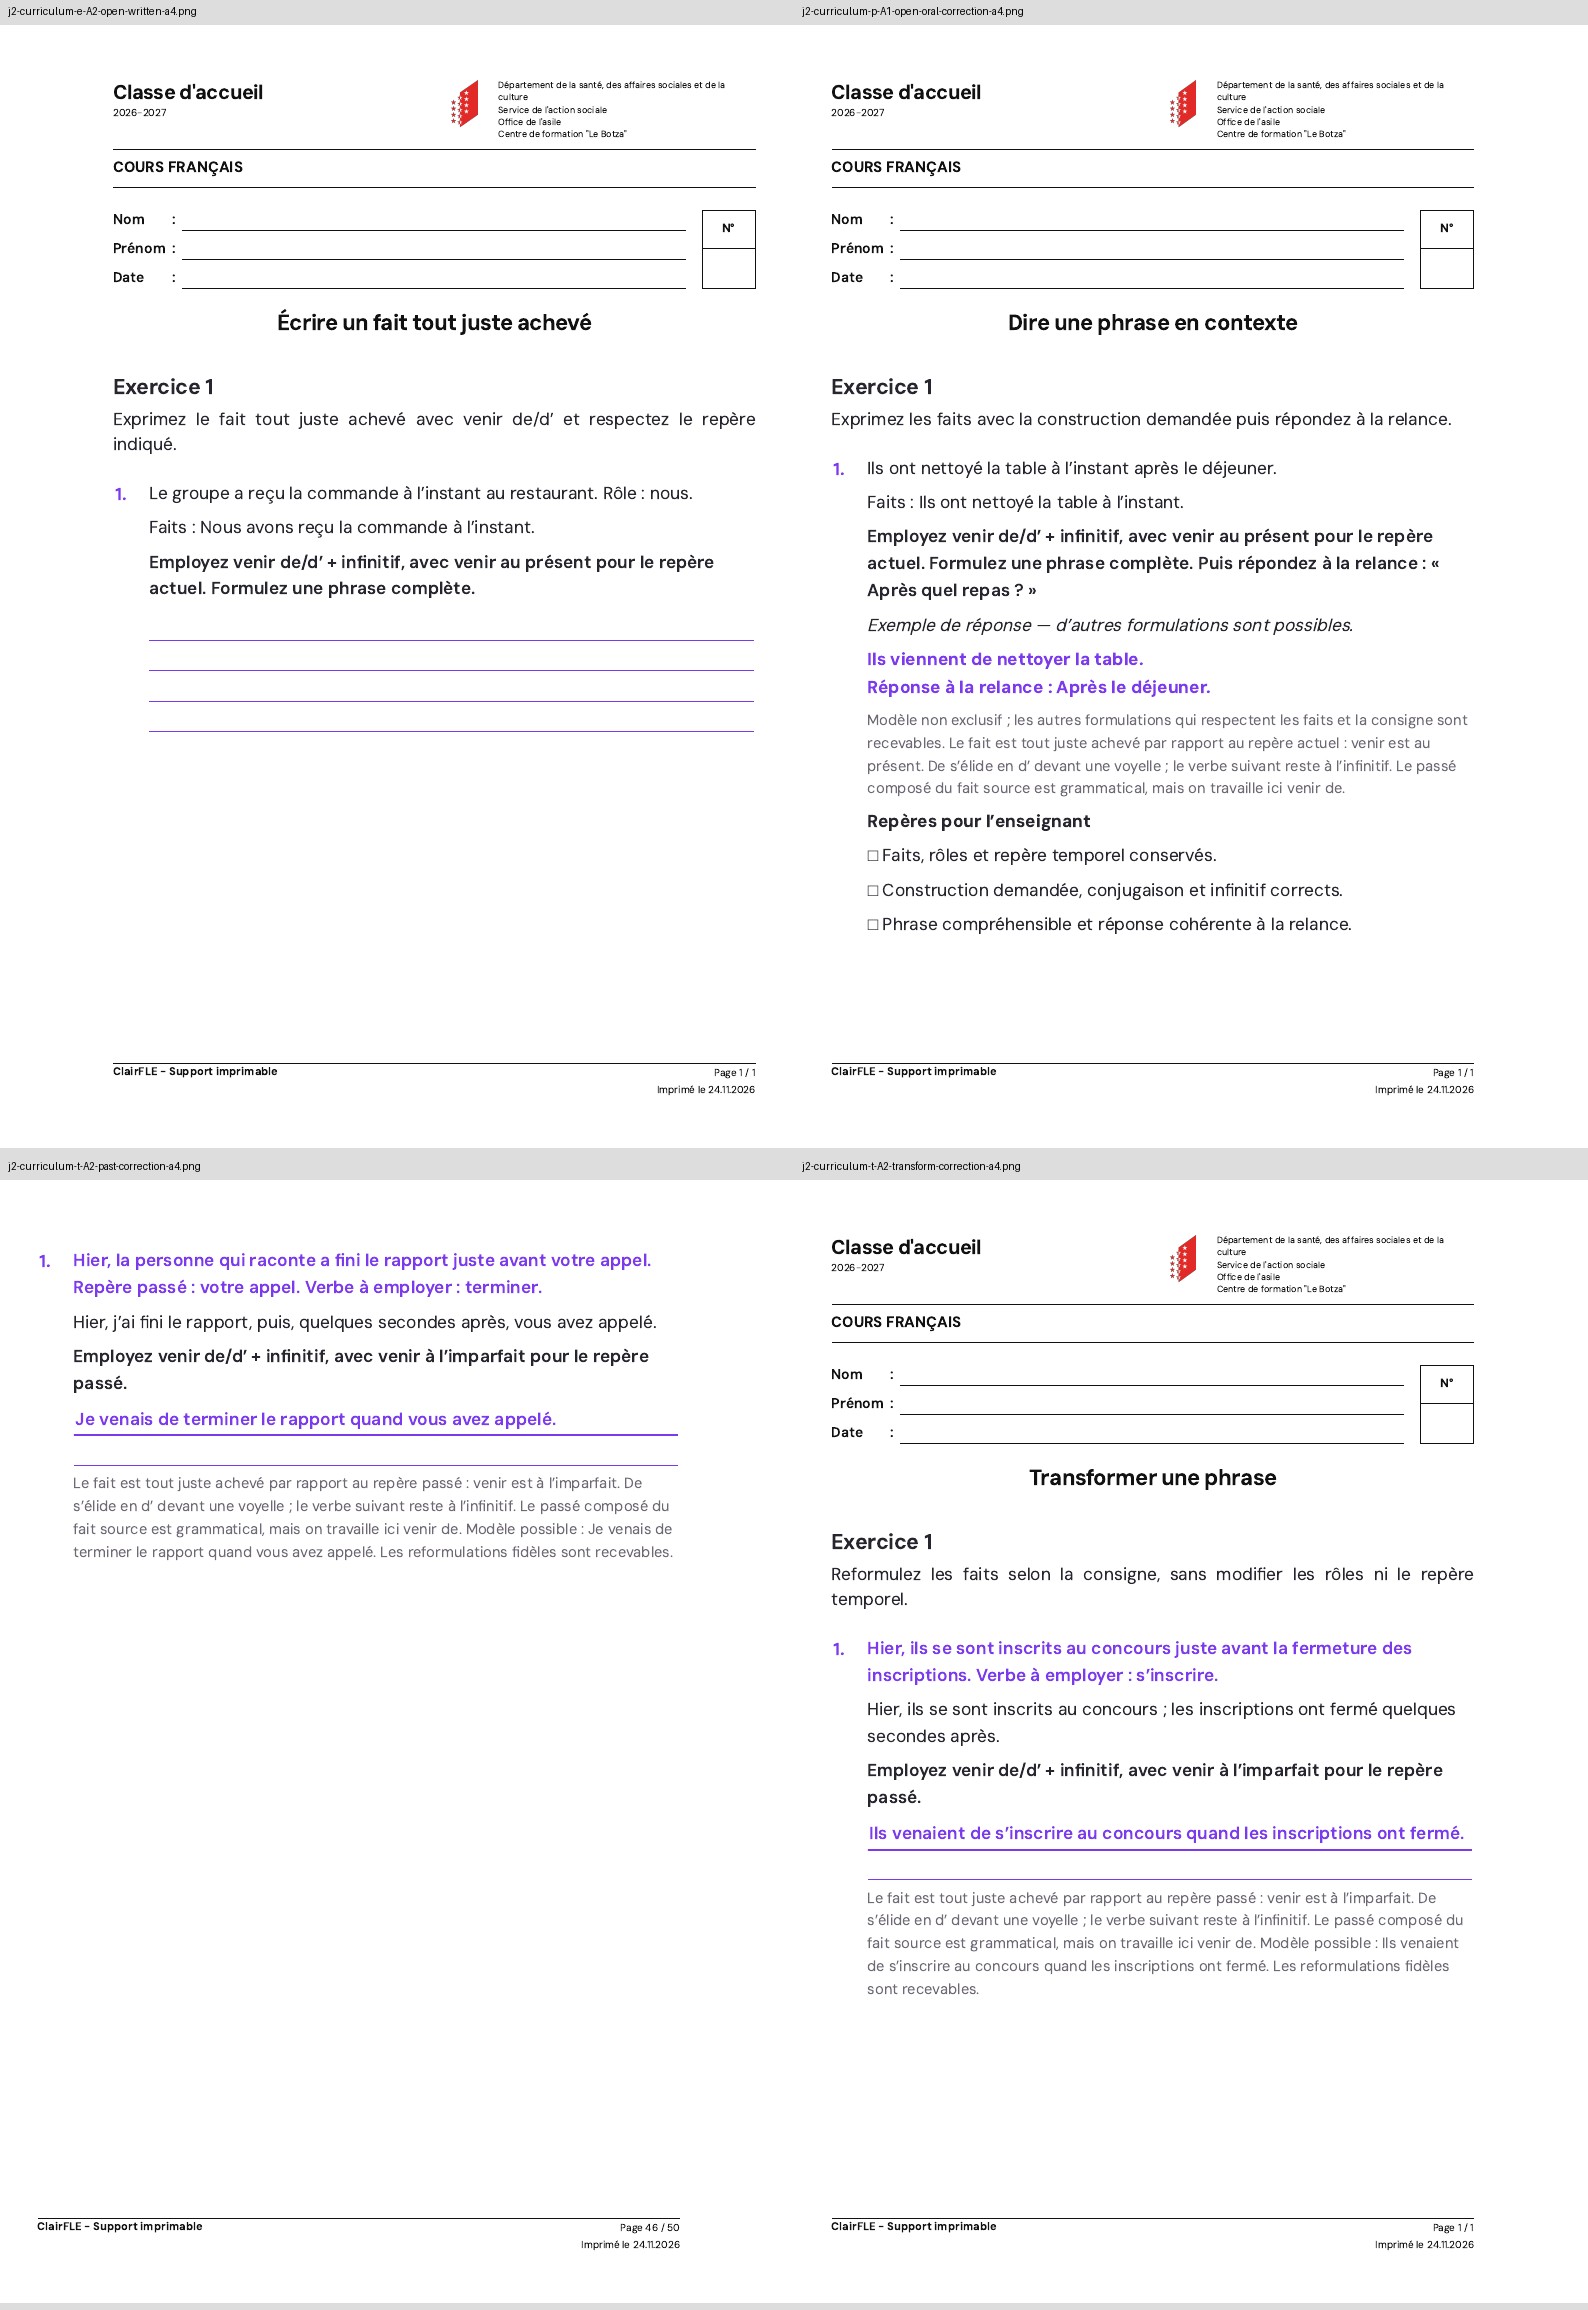 j2-curriculum-e-A2-open-written-a4.png
Classe d'accueil
2026-2027
Département de la santé, des affaires sociales et de la
culture
Service de l'action sociale
Office de l'asile
Centre de formation "Le Botza"
COURS FRANÇAIS
Nom :
Prénom :
Date :
N°
Écrire un fait tout juste achevé
Exercice 1
Exprimez le fait tout juste achevé avec venir de/d’ et respectez le repère
indiqué.
1. Le groupe a reçu la commande à l’instant au restaurant. Rôle : nous.
Faits : Nous avons reçu la commande à l’instant.
Employez venir de/d’ + infinitif, avec venir au présent pour le repère
actuel. Formulez une phrase complète.
ClairFLE - Support imprimable
Page 1 / 1
Imprimé le 24.11.2026
j2-curriculum-p-A1-open-oral-correction-a4.png
Classe d'accueil
2026-2027
Département de la santé, des affaires sociales et de la
culture
Service de l'action sociale
Office de l'asile
Centre de formation "Le Botza"
COURS FRANÇAIS
Nom :
Prénom :
Date :
N°
Dire une phrase en contexte
Exercice 1
Exprimez les faits avec la construction demandée puis répondez à la relance.
1. Ils ont nettoyé la table à l’instant après le déjeuner.
Faits : Ils ont nettoyé la table à l’instant.
Employez venir de/d’ + infinitif, avec venir au présent pour le repère
actuel. Formulez une phrase complète. Puis répondez à la relance : «
Après quel repas ? »
Exemple de réponse — d’autres formulations sont possibles.
Ils viennent de nettoyer la table.
Réponse à la relance : Après le déjeuner.
Modèle non exclusif ; les autres formulations qui respectent les faits et la consigne sont
recevables. Le fait est tout juste achevé par rapport au repère actuel : venir est au
présent. De s’élide en d’ devant une voyelle ; le verbe suivant reste à l’infinitif. Le passé
composé du fait source est grammatical, mais on travaille ici venir de.
Repères pour l’enseignant
□ Faits, rôles et repère temporel conservés.
□ Construction demandée, conjugaison et infinitif corrects.
□ Phrase compréhensible et réponse cohérente à la relance.
ClairFLE - Support imprimable
Page 1 / 1
Imprimé le 24.11.2026
j2-curriculum-t-A2-past-correction-a4.png
1. Hier, la personne qui raconte a fini le rapport juste avant votre appel.
Repère passé : votre appel. Verbe à employer : terminer.
Hier, j’ai fini le rapport, puis, quelques secondes après, vous avez appelé.
Employez venir de/d’ + infinitif, avec venir à l’imparfait pour le repère
passé.
Je venais de terminer le rapport quand vous avez appelé.
Le fait est tout juste achevé par rapport au repère passé : venir est à l’imparfait. De
s’élide en d’ devant une voyelle ; le verbe suivant reste à l’infinitif. Le passé composé du
fait source est grammatical, mais on travaille ici venir de. Modèle possible : Je venais de
terminer le rapport quand vous avez appelé. Les reformulations fidèles sont recevables.
ClairFLE - Support imprimable
Page 46 / 50
Imprimé le 24.11.2026
j2-curriculum-t-A2-transform-correction-a4.png
Classe d'accueil
2026-2027
Département de la santé, des affaires sociales et de la
culture
Service de l'action sociale
Office de l'asile
Centre de formation "Le Botza"
COURS FRANÇAIS
Nom :
Prénom :
Date :
N°
Transformer une phrase
Exercice 1
Reformulez les faits selon la consigne, sans modifier les rôles ni le repère
temporel.
1. Hier, ils se sont inscrits au concours juste avant la fermeture des
inscriptions. Verbe à employer : s’inscrire.
Hier, ils se sont inscrits au concours ; les inscriptions ont fermé quelques
secondes après.
Employez venir de/d’ + infinitif, avec venir à l’imparfait pour le repère
passé.
Ils venaient de s’inscrire au concours quand les inscriptions ont fermé.
Le fait est tout juste achevé par rapport au repère passé : venir est à l’imparfait. De
s’élide en d’ devant une voyelle ; le verbe suivant reste à l’infinitif. Le passé composé du
fait source est grammatical, mais on travaille ici venir de. Modèle possible : Ils venaient
de s’inscrire au concours quand les inscriptions ont fermé. Les reformulations fidèles
sont recevables.
ClairFLE - Support imprimable
Page 1 / 1
Imprimé le 24.11.2026